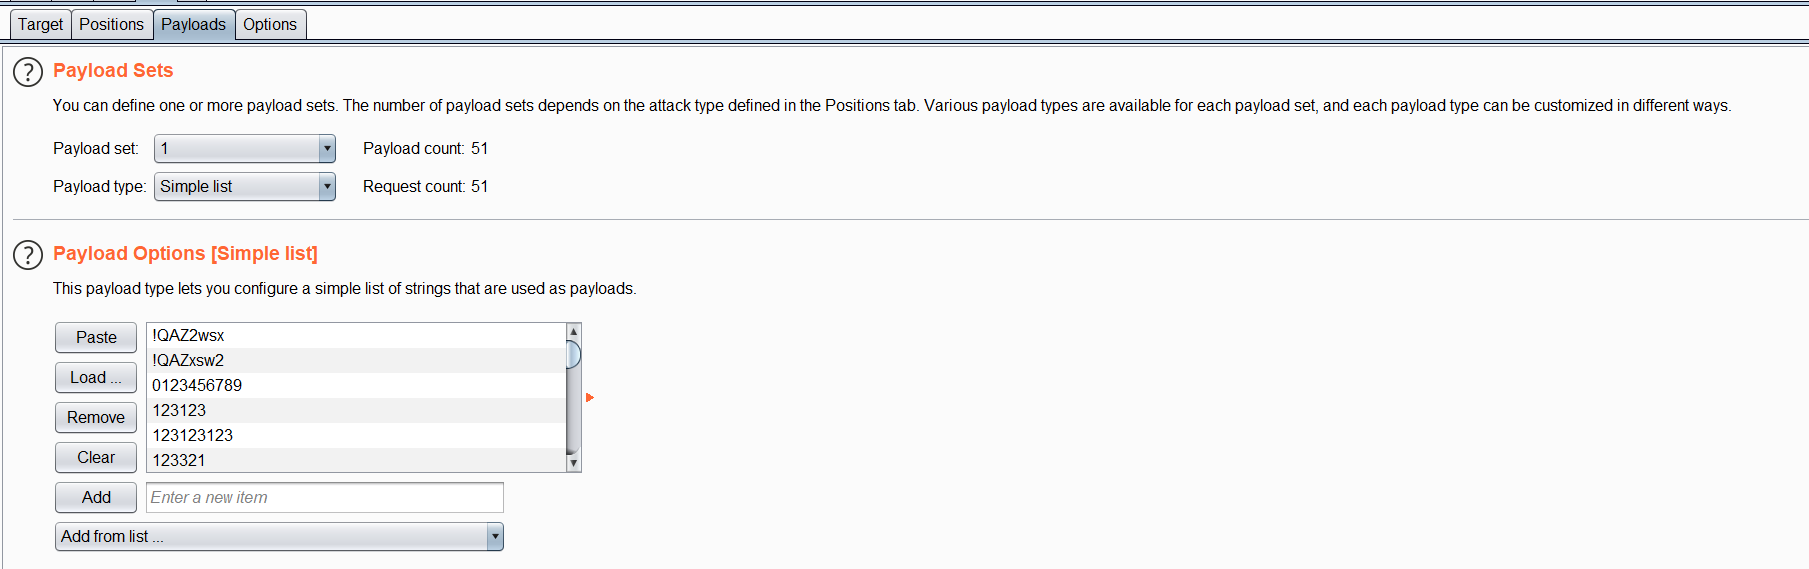 Target Positions Payloads Options
? Payload Sets
You can define one or more payload sets. The number of payload sets depends on the attack type defined in the Positions tab. Various payload types are available for each payload set, and each payload type can be customized in different ways.
Payload set: 1 Payload count: 51
Payload type: Simple list Request count: 51
? Payload Options [Simple list]
This payload type lets you configure a simple list of strings that are used as payloads.
Paste !QAZ2wsx
!QAZxsw2
Load ... 0123456789
Remove 123123
123123123
Clear 123321
Add Enter a new item
Add from list ...